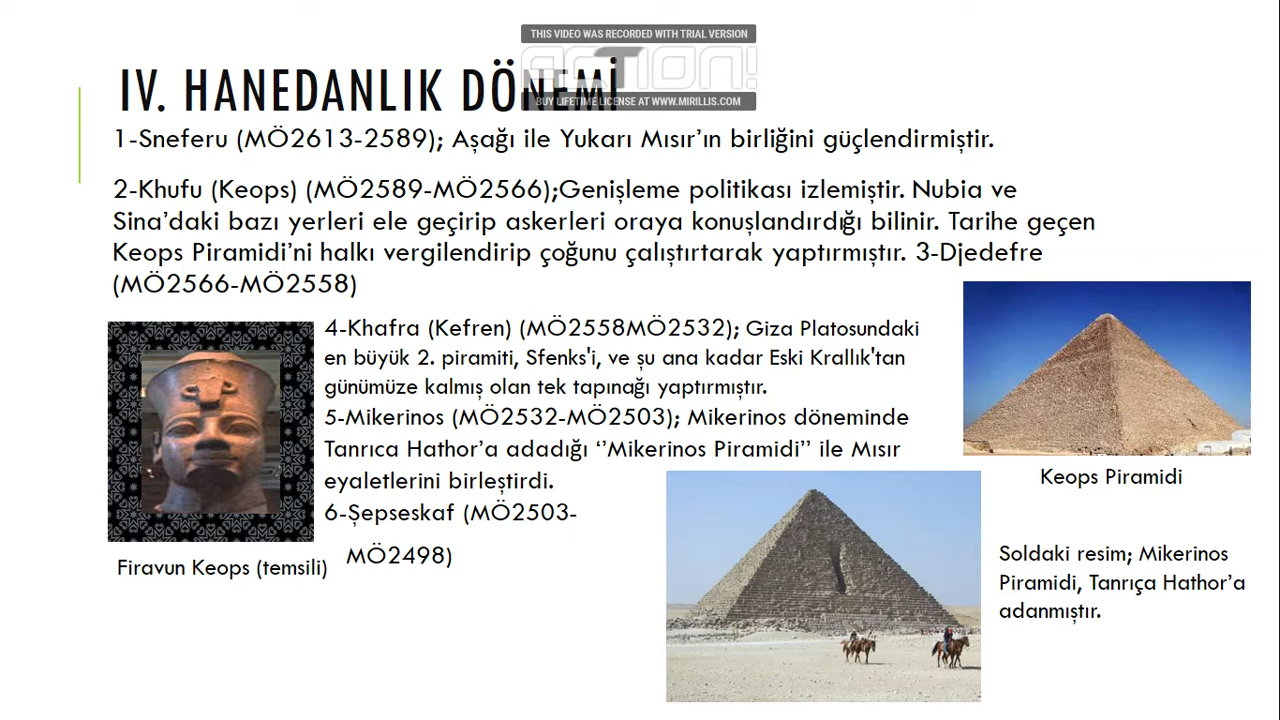 THIS VIDEO WAS RECORDED WITH TRIAL VERSION
ACTION!
BUY LIFETIME LICENSE AT WWW.MIRILLIS.COM
IV. HANEDANLIK DÖNEMİ
1-Sneferu (MÖ2613-2589); Aşağı ile Yukarı Mısır’ın birliğini güçlendirmiştir.
2-Khufu (Keops) (MÖ2589-MÖ2566);Genişleme politikası izlemiştir. Nubia ve
Sina’daki bazı yerleri ele geçirip askerleri oraya konuşlandırdığı bilinir. Tarihe geçen
Keops Piramidi’ni halkı vergilendirip çoğunu çalıştırtarak yaptırmıştır. 3-Djedefre
(MÖ2566-MÖ2558)
4-Khafra (Kefren) (MÖ2558MÖ2532); Giza Platosundaki
en büyük 2. piramiti, Sfenks'i, ve şu ana kadar Eski Krallık'tan
günümüze kalmış olan tek tapınağı yaptırmıştır.
5-Mikerinos (MÖ2532-MÖ2503); Mikerinos döneminde
Tanrıca Hathor’a adadığı ‘’Mikerinos Piramidi’’ ile Mısır
eyaletlerini birleştirdi.
6-Şepseskaf (MÖ2503-
MÖ2498)
Firavun Keops (temsili)
Keops Piramidi
Soldaki resim; Mikerinos
Piramidi, Tanrıça Hathor’a
adanmıştır.